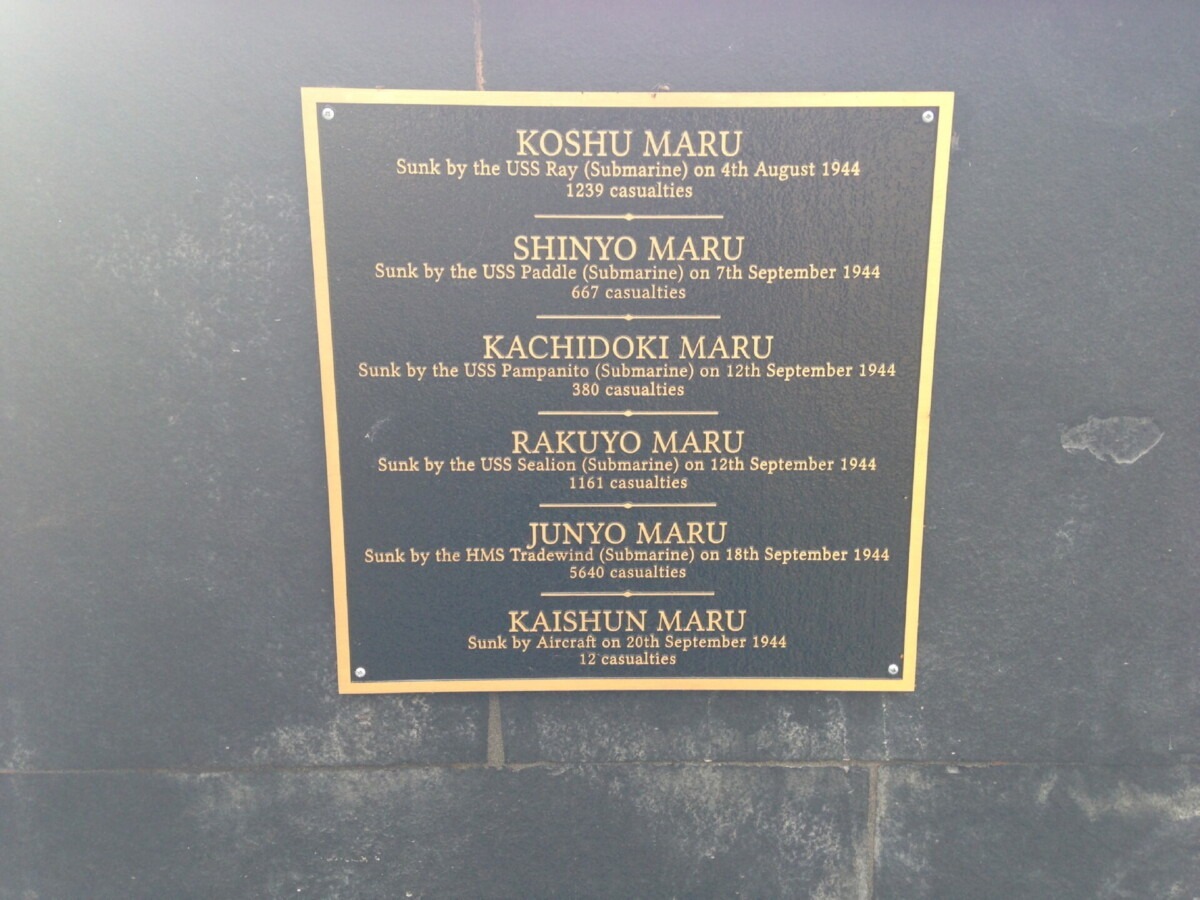 KOSHU MARU
Sunk by the USS Ray (Submarine) on 4th August 1944
1239 casualties
SHINYO MARU
Sunk by the USS Paddle (Submarine) on 7th September 1944
667 casualties
KACHIDOKI MARU
Sunk by the USS Pampanito (Submarine) on 12th September 1944
380 casualties
RAKUYO MARU
Sunk by the USS Sealion (Submarine) on 12th September 1944
1161 casualties
JUNYO MARU
Sunk by the HMS Tradewind (Submarine) on 18th September 1944
5640 casualties
KAISHUN MARU
Sunk by Aircraft on 20th September 1944
12 casualties